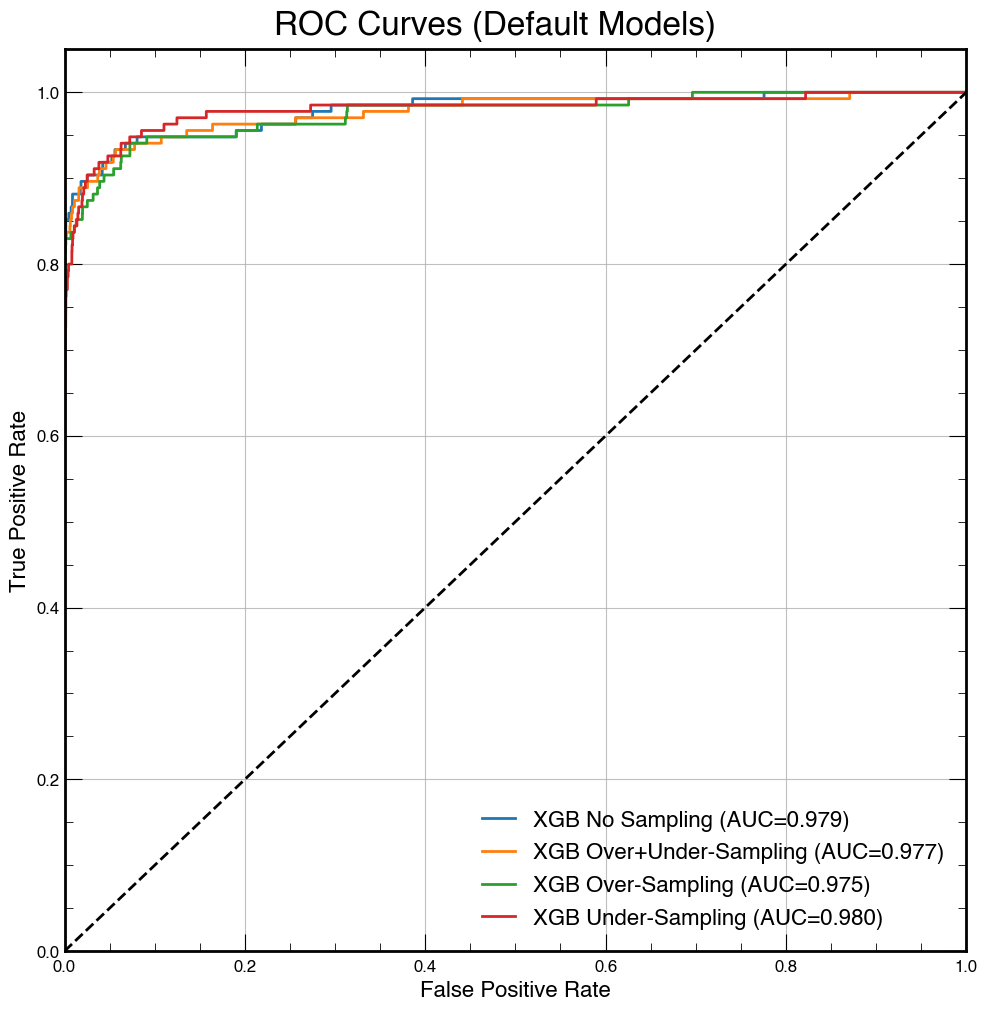 ROC Curves (Default Models)
True Positive Rate
1.0
0.8
0.6
0.4
0.2
0.0
0.0 0.2 0.4 0.6 0.8 1.0
False Positive Rate
XGB No Sampling (AUC=0.979)
XGB Over+Under-Sampling (AUC=0.977)
XGB Over-Sampling (AUC=0.975)
XGB Under-Sampling (AUC=0.980)